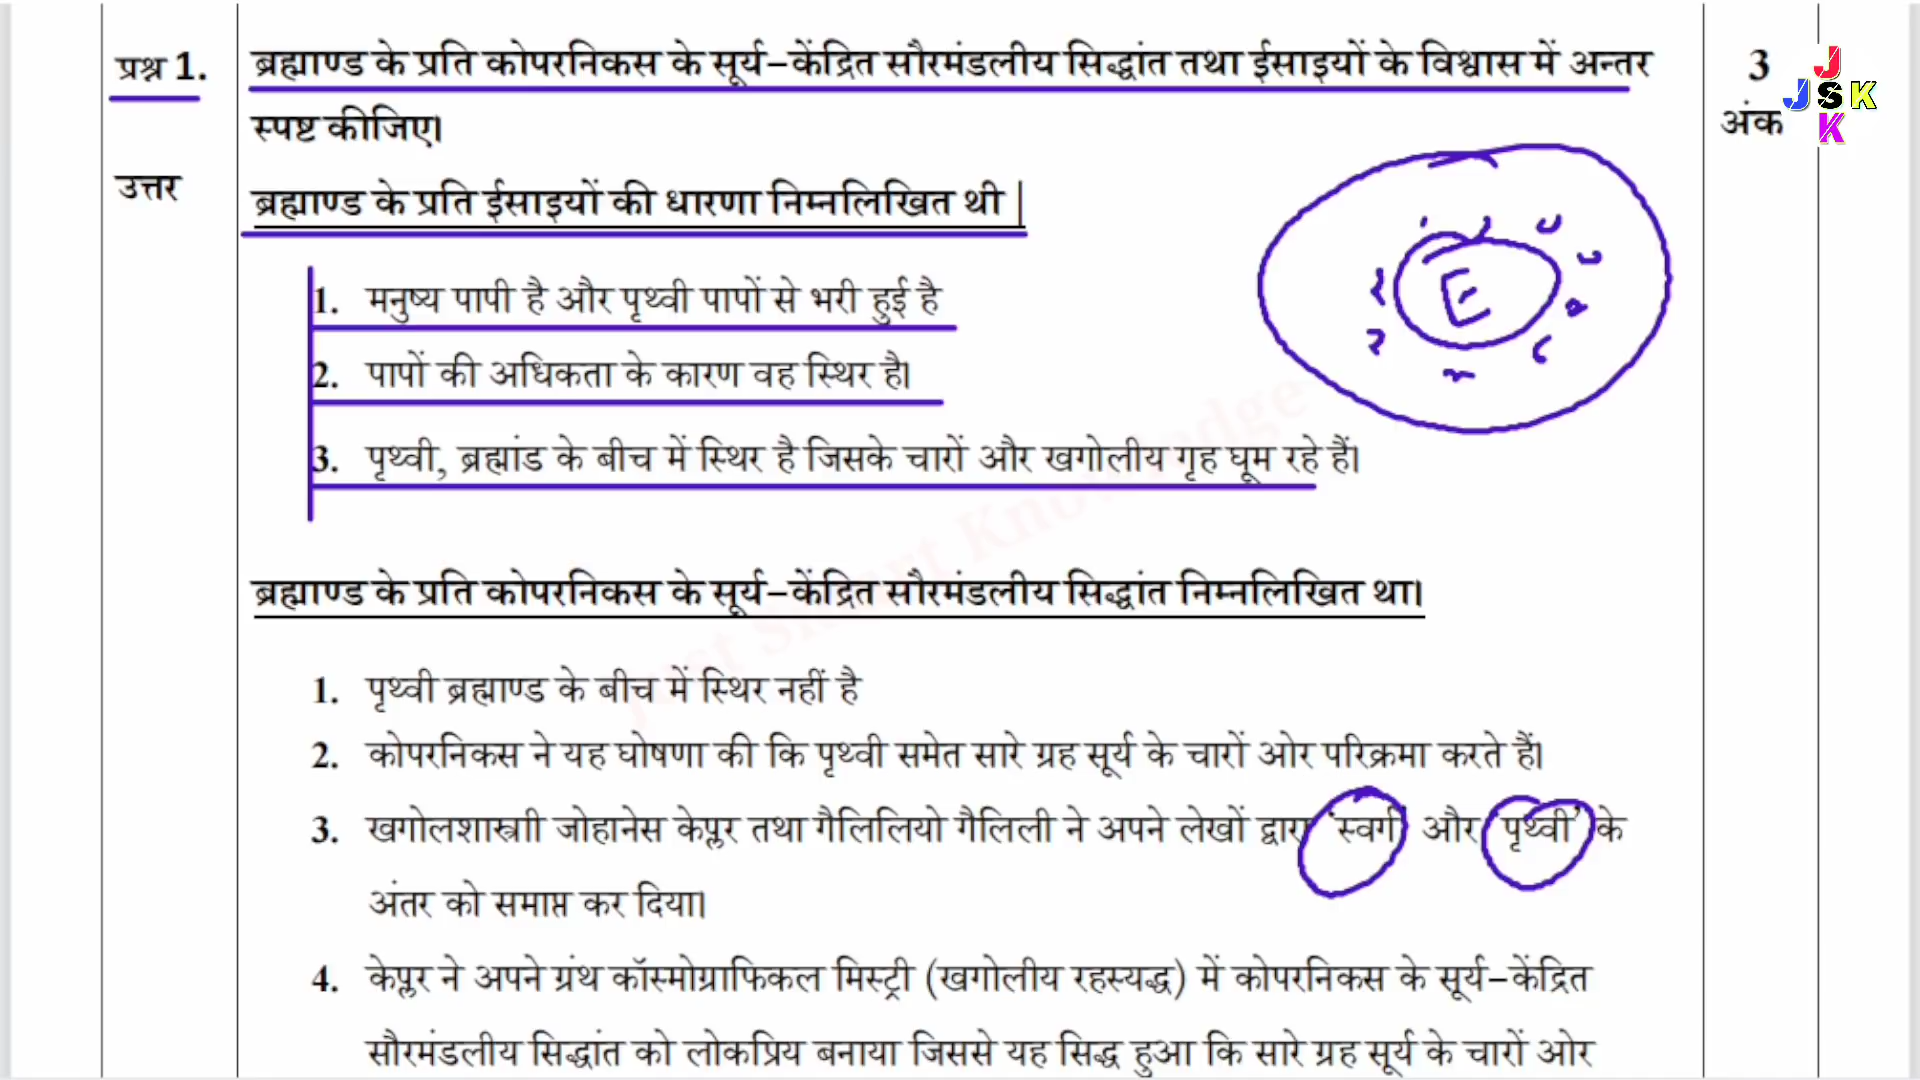 प्रश्न 1. ब्रह्माण्ड के प्रति कोपरनिकस के सूर्य–केंद्रित सौरमंडलीय सिद्धांत तथा ईसाइयों के विश्वास में अन्तर 3
स्पष्ट कीजिए। अंक
J
J S K
K
उत्तर ब्रह्माण्ड के प्रति ईसाइयों की धारणा निम्नलिखित थी |
E
1. मनुष्य पापी है और पृथ्वी पापों से भरी हुई है
2. पापों की अधिकता के कारण वह स्थिर है।
3. पृथ्वी, ब्रह्मांड के बीच में स्थिर है जिसके चारों और खगोलीय गृह घूम रहे हैं।
Just Smart Knowledge
ब्रह्माण्ड के प्रति कोपरनिकस के सूर्य–केंद्रित सौरमंडलीय सिद्धांत निम्नलिखित था।
1. पृथ्वी ब्रह्माण्ड के बीच में स्थिर नहीं है
2. कोपरनिकस ने यह घोषणा की कि पृथ्वी समेत सारे ग्रह सूर्य के चारों ओर परिक्रमा करते हैं।
3. खगोलशास्त्राी जोहानेस केप्लर तथा गैलिलियो गैलिली ने अपने लेखों द्वारा 'स्वर्ग' और 'पृथ्वी' के
अंतर को समाप्त कर दिया।
4. केप्लर ने अपने ग्रंथ कॉस्मोग्राफिकल मिस्ट्री (खगोलीय रहस्यद्ध) में कोपरनिकस के सूर्य–केंद्रित
सौरमंडलीय सिद्धांत को लोकप्रिय बनाया जिससे यह सिद्ध हुआ कि सारे ग्रह सूर्य के चारों ओर